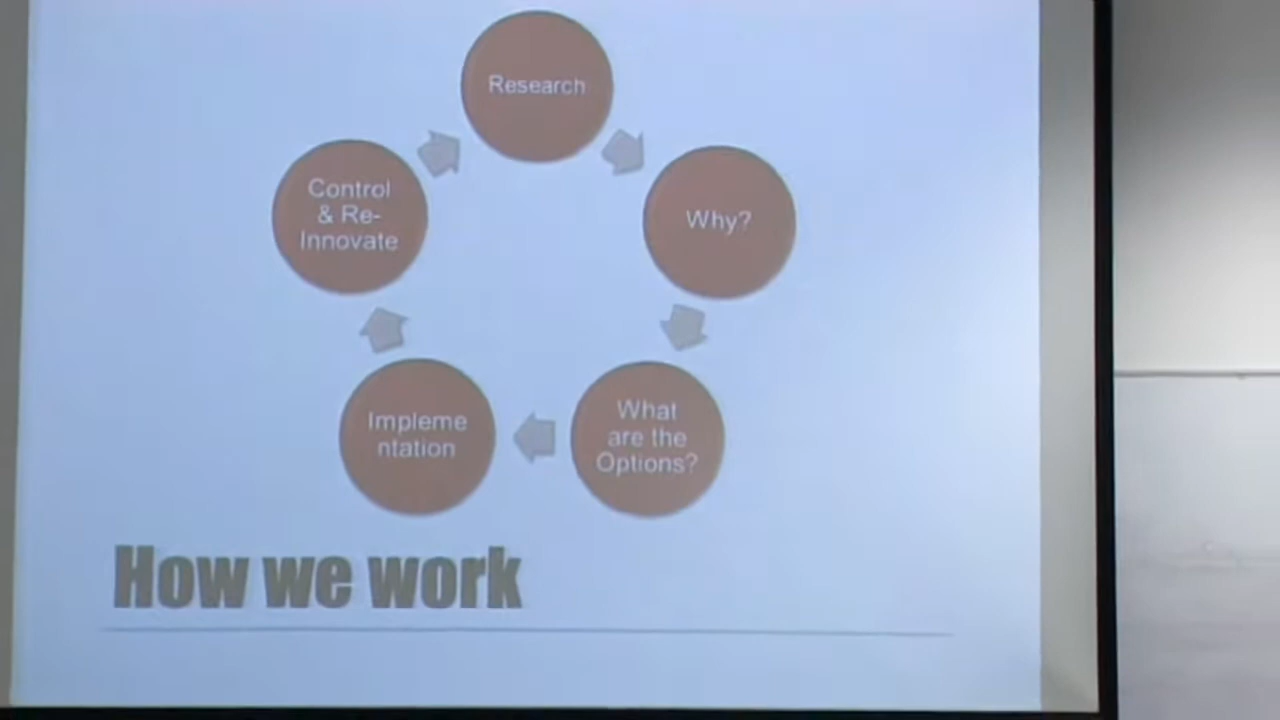 Research
Why?
What
are the
Options?
Impleme
ntation
Control
& Re-
Innovate
How we work